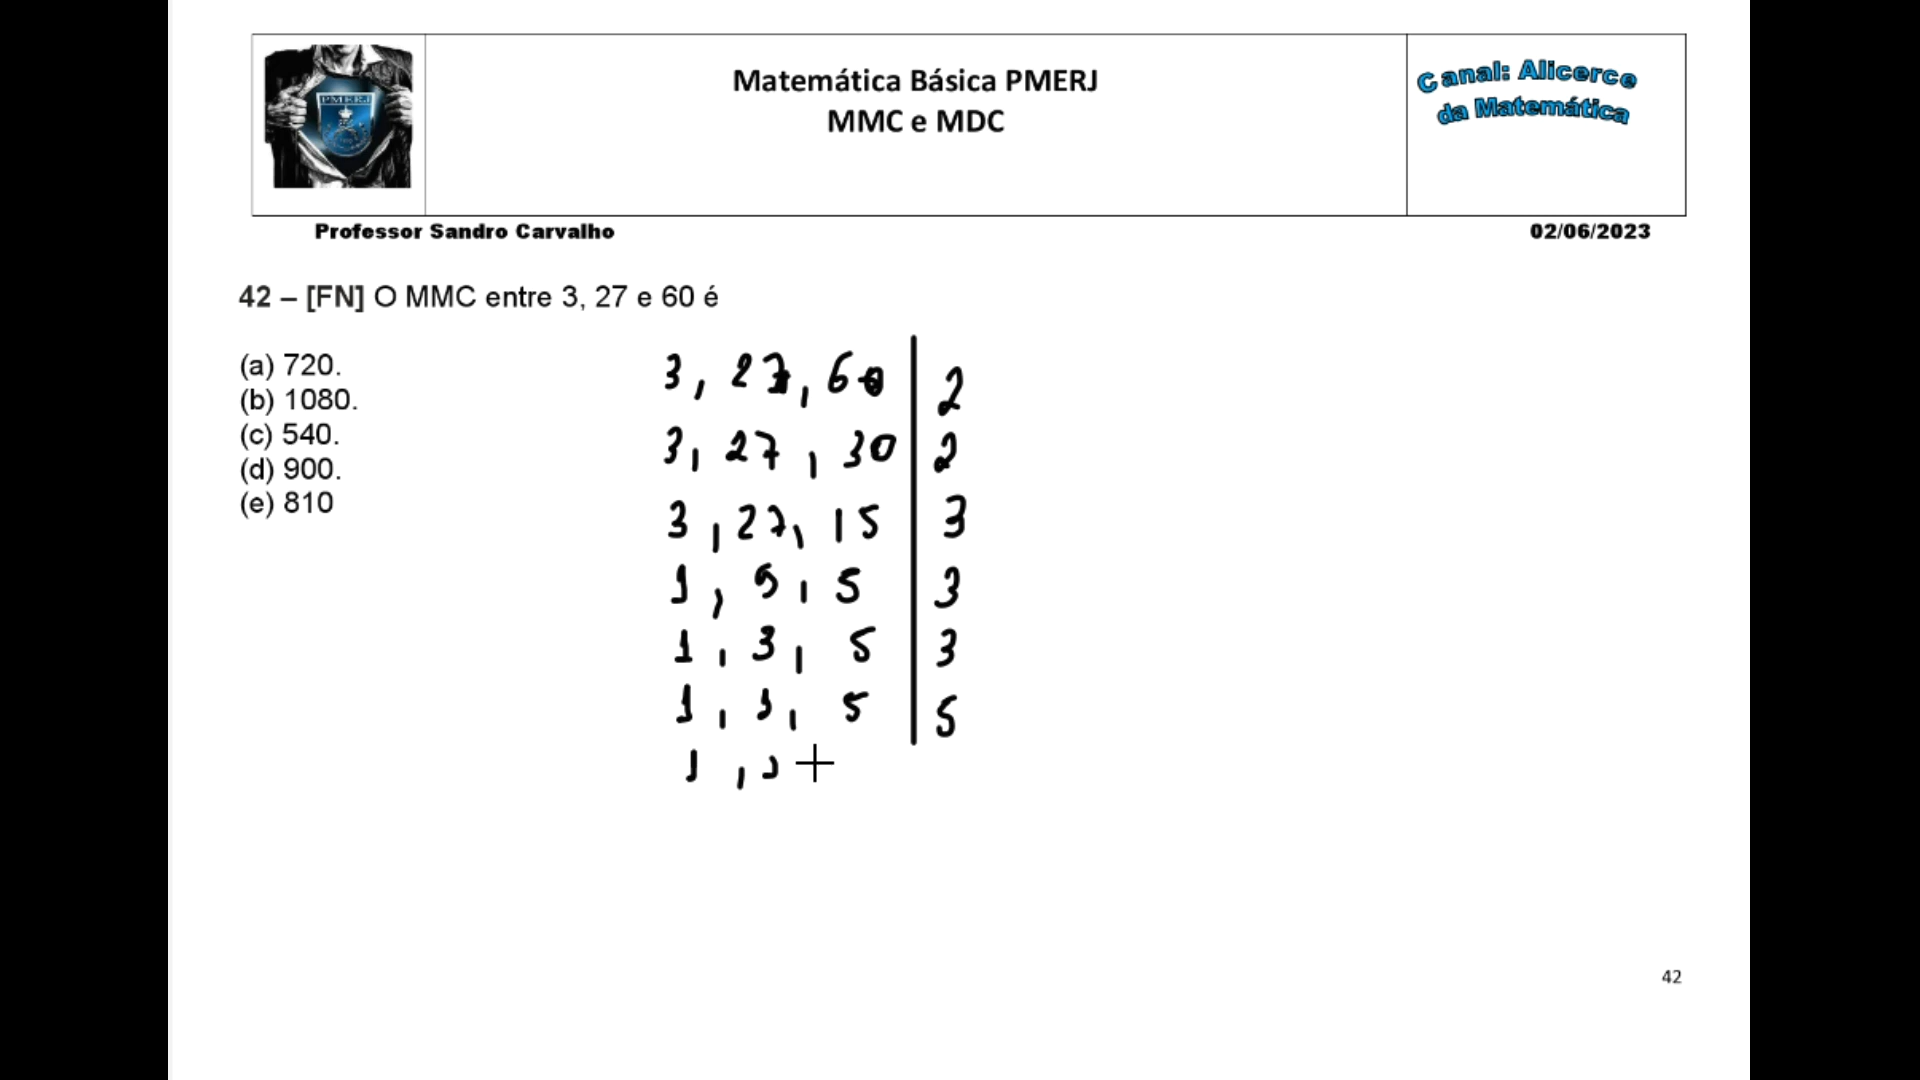 PMERJ
Matemática Básica PMERJ
MMC e MDC
Canal: Alicerce
da Matemática
Professor Sandro Carvalho
02/06/2023
42 – [FN] O MMC entre 3, 27 e 60 é
(a) 720.
(b) 1080.
(c) 540.
(d) 900.
(e) 810
3, 27, 60 | 2
3, 27, 30 | 2
3, 27, 15 | 3
1, 9, 5 | 3
1, 3, 5 | 3
1, 1, 5 | 5
1, 1
42